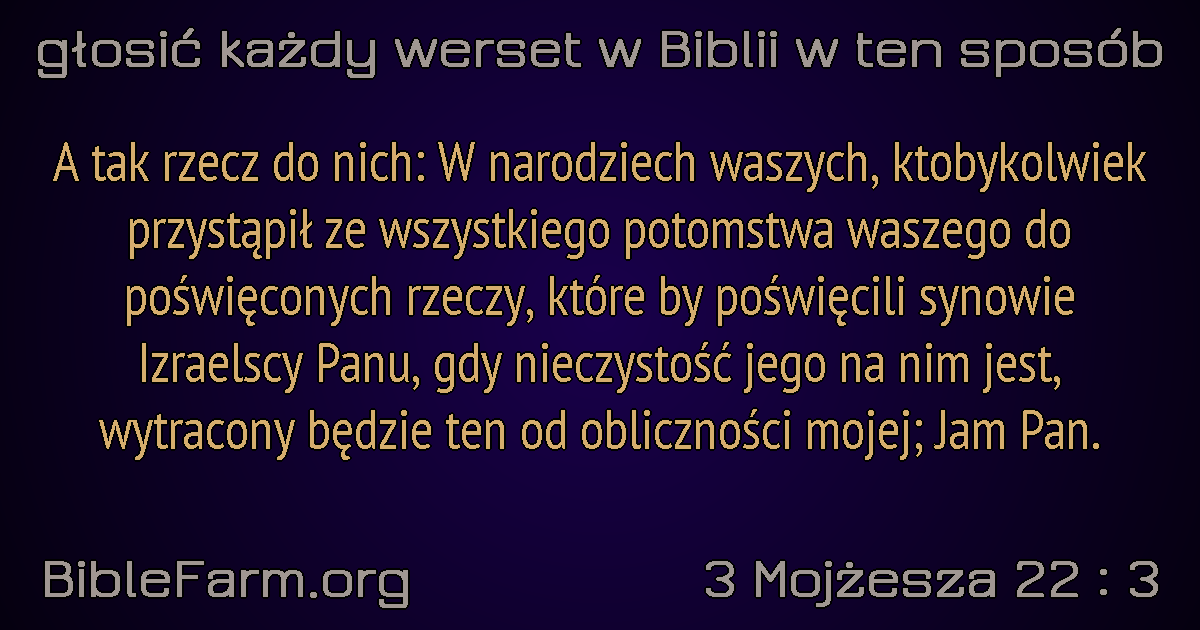 głosić każdy werset w Biblii w ten sposób
A tak rzecz do nich: W narodziech waszych, ktobykolwiek
przystąpił ze wszystkiego potomstwa waszego do
poświęconych rzeczy, które by poświęcili synowie
Izraelscy Panu, gdy nieczystość jego na nim jest,
wytracony będzie ten od obliczności mojej; Jam Pan.
BibleFarm.org
3 Mojżesza 22 : 3